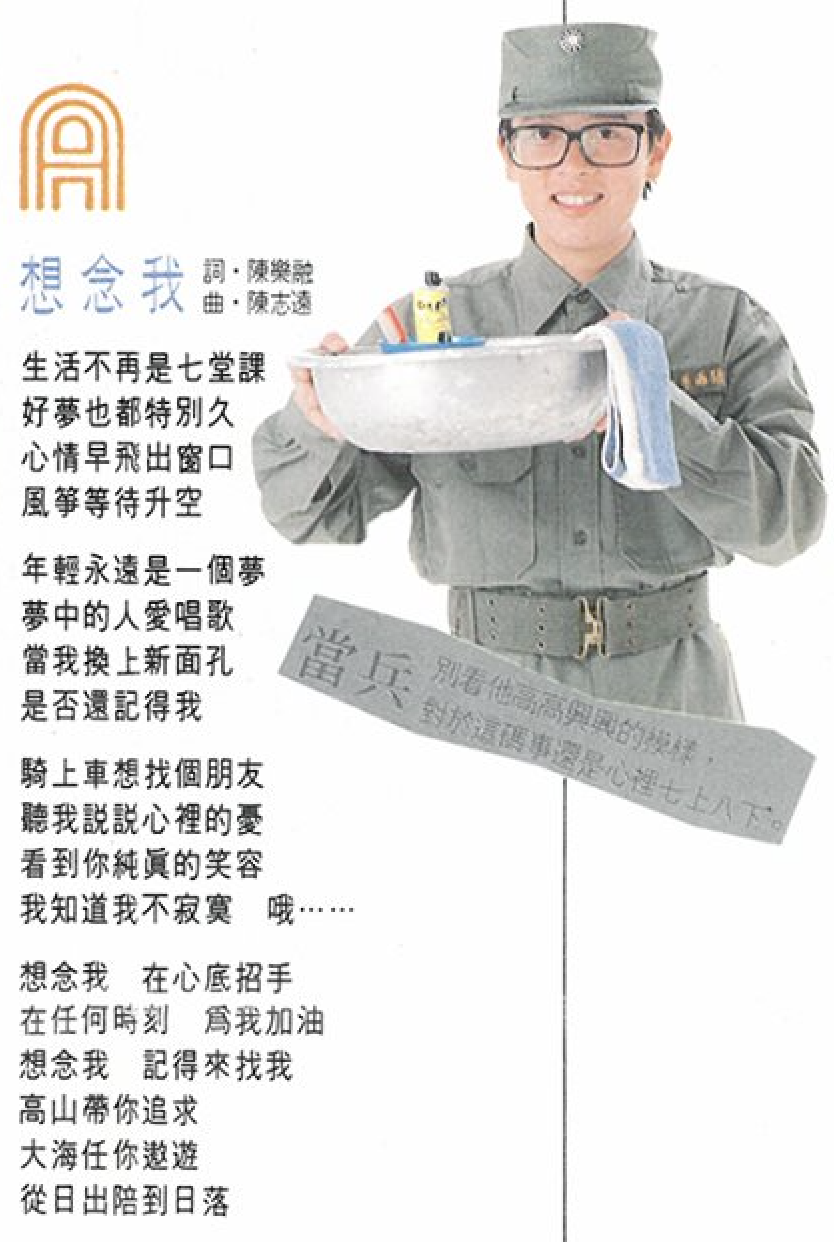 A
想念我
詞・陳樂融
曲・陳志遠
生活不再是七堂課
好夢也都特別久
心情早飛出窗口
風箏等待升空
年輕永遠是一個夢
夢中的人愛唱歌
當我換上新面孔
是否還記得我
騎上車想找個朋友
聽我説説心裡的憂
看到你純眞的笑容
我知道我不寂寞　哦……
想念我　在心底招手
在任何時刻　爲我加油
想念我　記得來找我
高山帶你追求
大海任你遨遊
從日出陪到日落
當兵
別看他高高興興的模樣，
對於這碼事還是心裡七上八下。